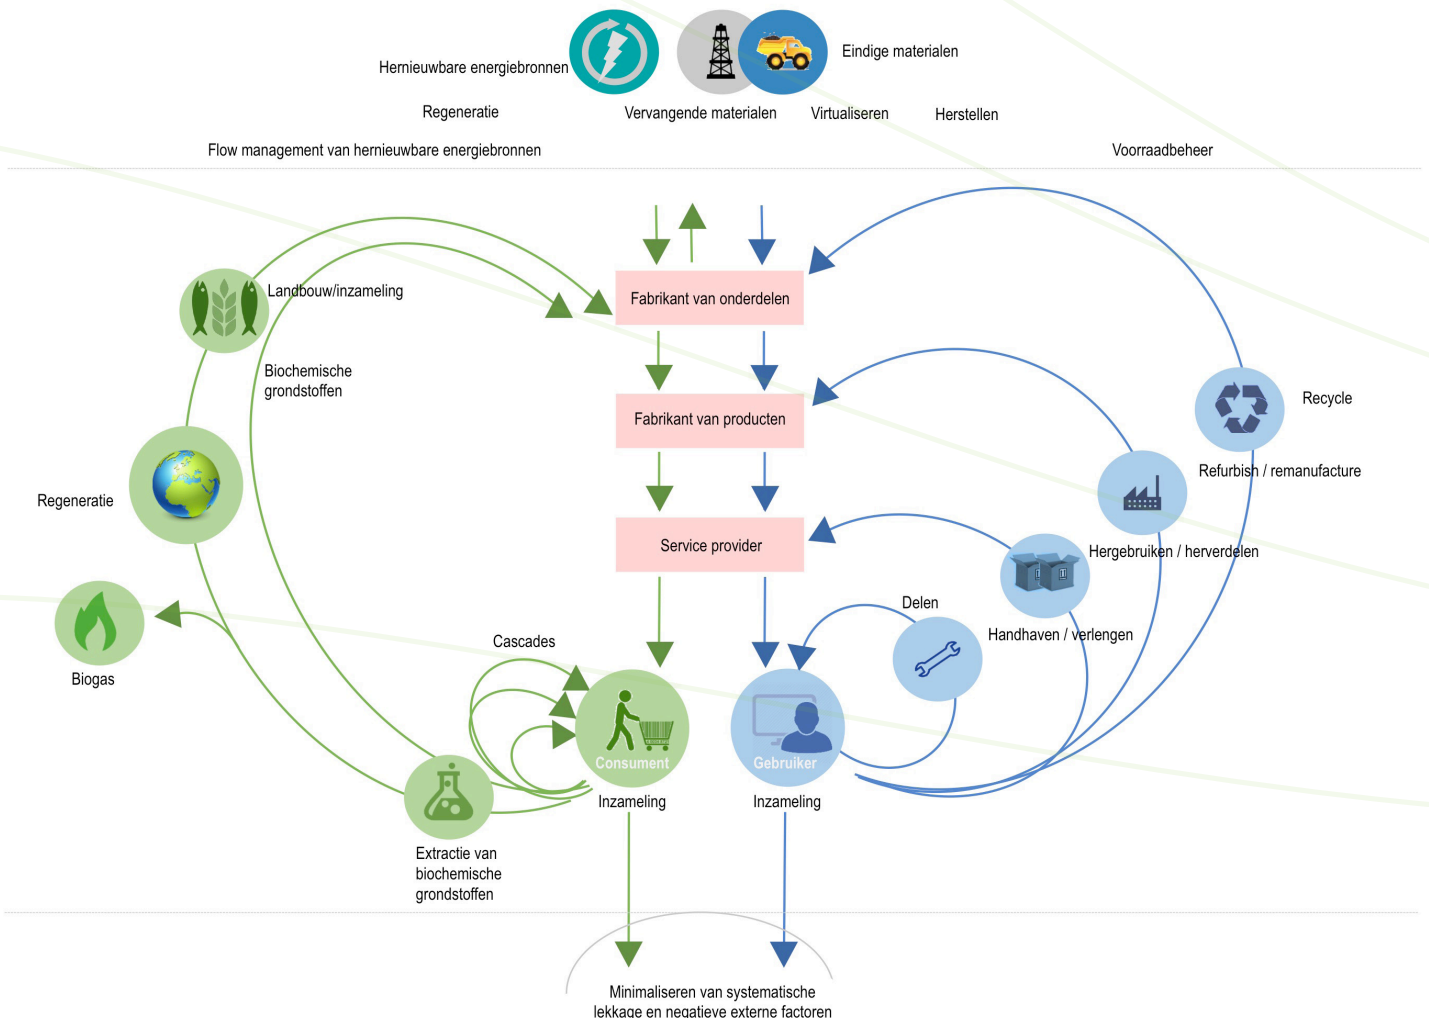 Hernieuwbare energiebronnen
Eindige materialen
Regeneratie
Vervangende materialen
Virtualiseren
Herstellen
Flow management van hernieuwbare energiebronnen
Voorraadbeheer
Landbouw/inzameling
Fabrikant van onderdelen
Biochemische
grondstoffen
Recycle
Fabrikant van producten
Refurbish / remanufacture
Regeneratie
Service provider
Hergebruiken / herverdelen
Delen
Handhaven / verlengen
Cascades
Biogas
Consument
Gebruiker
Inzameling
Inzameling
Extractie van
biochemische
grondstoffen
Minimaliseren van systematische
lekkage en negatieve externe factoren